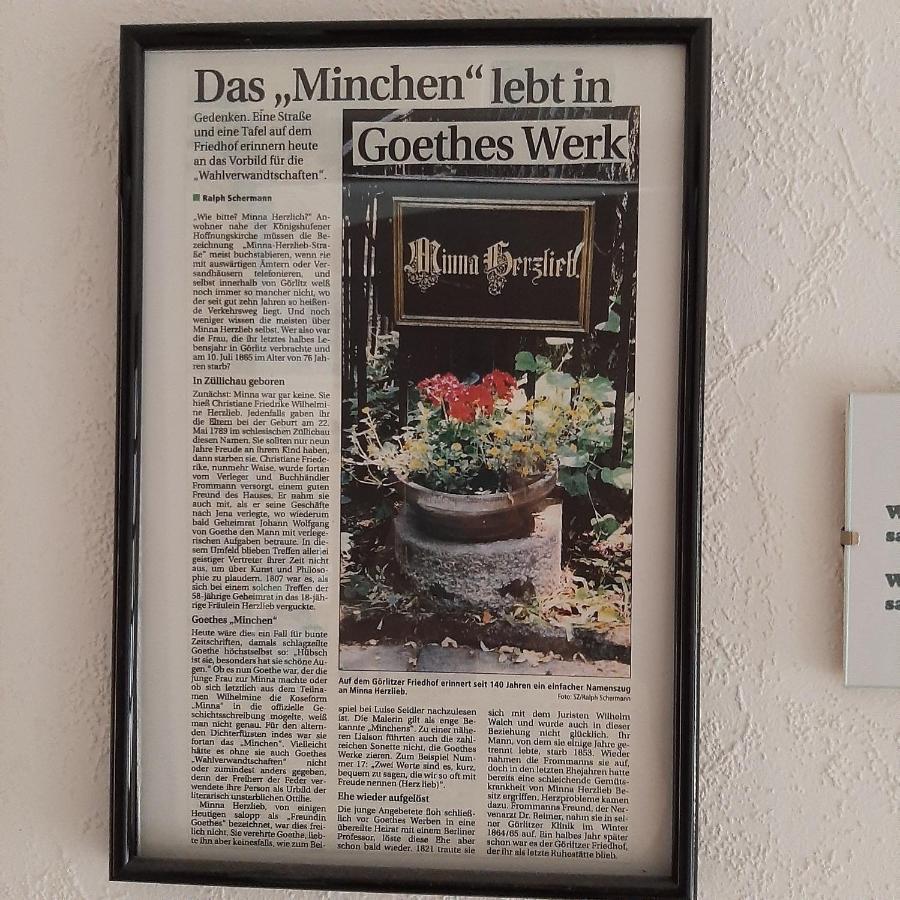 Das „Minchen“ lebt in
Goethes Werk
Gedenken. Eine Straße
und eine Tafel auf dem
Friedhof erinnern heute
an das Vorbild für die
„Wahlverwandtschaften“.
Ralph Schermann
„Wie bitte? Minna Herzlich?“ An-
wohner nahe der Königshufener
Hoffnungskirche müssen die Be-
zeichnung „Minna-Herzlieb-Stra-
ße“ meist buchstabieren, wenn sie
mit auswärtigen Ämtern oder Ver-
sandhäusern telefonieren, und
selbst innerhalb von Görlitz weiß
noch immer so mancher nicht, wo
der seit gut zehn Jahren so heißen-
de Verkehrsweg liegt. Und noch
weniger wissen die meisten über
Minna Herzlieb selbst. Wer also war
die Frau, die ihr letztes halbes Le-
bensjahr in Görlitz verbrachte und
am 10. Juli 1865 im Alter von 76 Jah-
ren starb?
In Züllichau geboren
Zunächst: Minna war gar keine. Sie
hieß Christiane Friedrike Wilhelmi-
ne Herzlieb. Jedenfalls gaben ihr
die Eltern bei der Geburt am 22.
Mai 1789 im schlesischen Züllichau
diesen Namen. Sie sollten nur neun
Jahre Freude an ihrem Kind haben,
dann starben sie. Christiane Friede-
rike, nunmehr Waise, wurde fortan
vom Verleger und Buchhändler
Frommann versorgt, einem guten
Freund des Hauses. Er nahm sie
auch mit, als er seine Geschäfte
nach Jena verlegte, wo wiederum
bald Geheimrat Johann Wolfgang
von Goethe den Mann mit verlege-
rischen Aufgaben betraute. In die-
sem Umfeld blieben Treffen allerlei
geistiger Vertreter ihrer Zeit nicht
aus, um über Kunst und Philoso-
phie zu plaudern. 1807 war es, als
sich bei einem solchen Treffen der
58-jährige Geheimrat in das 18-jäh-
rige Fräulein Herzlieb verguckte.
Goethes „Minchen“
Heute wäre dies ein Fall für bunte
Zeitschriften, damals schlagzeilte
Goethe höchstselbst so: „Hübsch
ist sie, besonders hat sie schöne Au-
gen.“ Ob es nun Goethe war, der die
junge Frau zur Minna machte oder
ob sich letztlich aus dem Teilna-
men Wilhelmine die Koseform
„Minna“ in die offizielle Ge-
schichtsschreibung mogelte, weiß
man nicht genau. Für den altern-
den Dichterfürsten indes war sie
fortan das „Minchen“. Vielleicht
hätte es ohne sie auch Goethes
„Wahlverwandtschaften“ nicht
oder zumindest anders gegeben,
denn der Freiherr der Feder ver-
wendete ihre Person als Urbild der
literarisch unsterblichen Ottilie.
Minna Herzlieb, von einigen
Heutigen salopp als „Freundin
Goethes“ bezeichnet, war dies frei-
lich nicht. Sie verehrte Goethe, lieb-
te ihn aber keinesfalls, wie zum Bei-
Minna Herzlieb.
Auf dem Görlitzer Friedhof erinnert seit 140 Jahren ein einfacher Namenszug
an Minna Herzlieb.
Foto: SZ/Ralph Schermann
spiel bei Luise Seidler nachzulesen
ist. Die Malerin gilt als enge Be-
kannte „Minchens“. Zu einer nähe-
ren Liaison führten auch die zahl-
reichen Sonette nicht, die Goethes
Werke zieren. Zum Beispiel Num-
mer 17: „Zwei Worte sind es, kurz,
bequem zu sagen, die wir so oft mit
Freude nennen (Herz lieb)“.
Ehe wieder aufgelöst
Die junge Angebetete floh schließ-
lich vor Goethes Werben in eine
übereilte Heirat mit einem Berliner
Professor, löste diese Ehe aber
schon bald wieder. 1821 traute sie
sich mit dem Juristen Wilhelm
Walch und wurde auch in dieser
Beziehung nicht glücklich. Ihr
Mann, von dem sie einige Jahre ge-
trennt lebte, starb 1853. Wieder
nahmen die Frommanns sie auf,
doch in den letzten Ehejahren hatte
bereits eine schleichende Gemüts-
krankheit von Minna Herzlieb Be-
sitz ergriffen. Herzprobleme kamen
dazu. Frommanns Freund, der Ner-
venarzt Dr. Reimer, nahm sie in sei-
ner Görlitzer Klinik im Winter
1864/65 auf. Ein halbes Jahr später
schon war es der Görlitzer Friedhof,
der ihr als letzte Ruhestätte blieb.